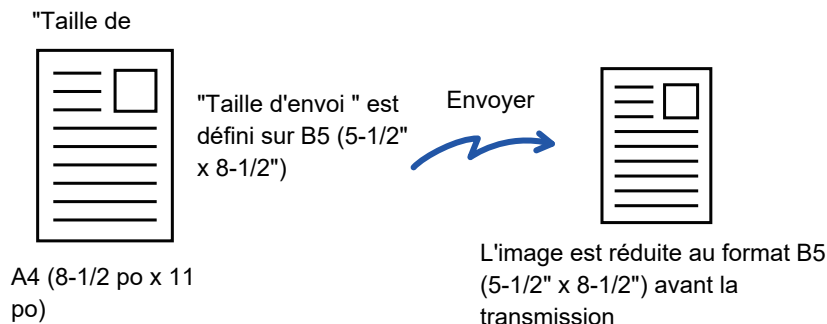 "Taille de
"Taille d'envoi " est
défini sur B5 (5-1/2"
x 8-1/2")
Envoyer
A4 (8-1/2 po x 11
po)
L'image est réduite au format B5
(5-1/2" x 8-1/2") avant la
transmission